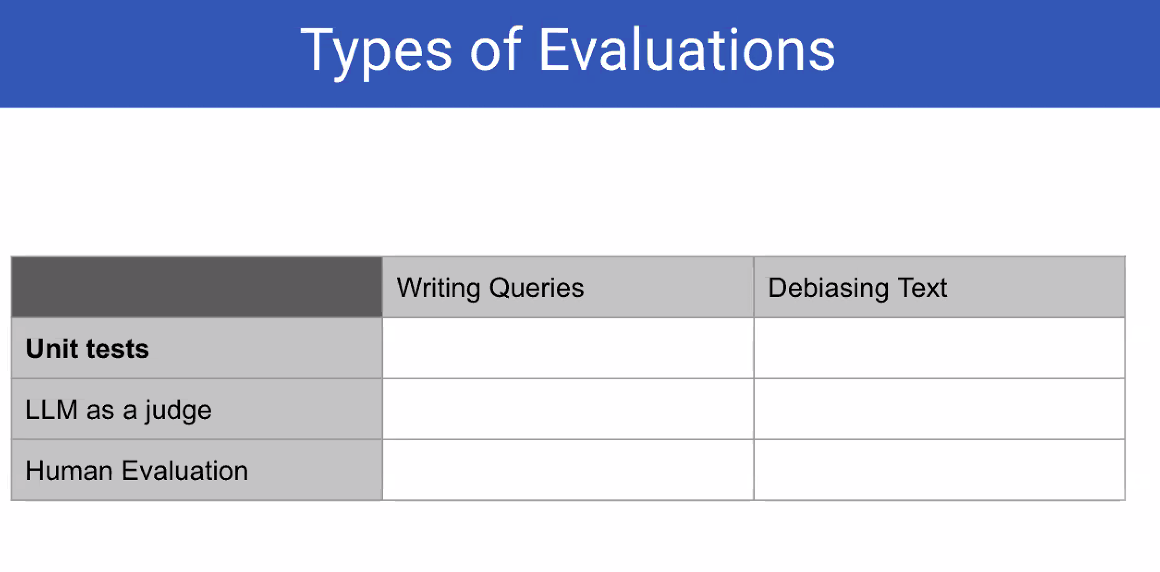 Types of Evaluations
Writing Queries Debiasing Text
Unit tests
LLM as a judge
Human Evaluation